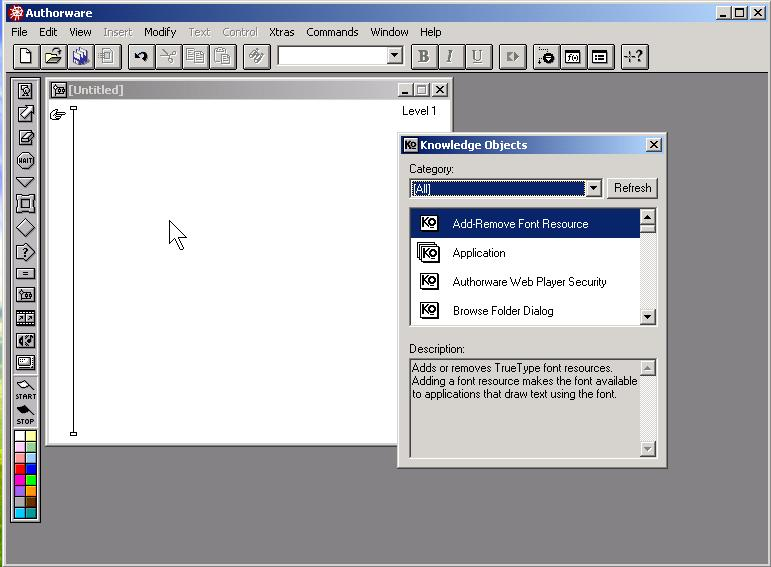 Authorware
File Edit View Insert Modify Text Control Xtras Commands Window Help
B I U
[Untitled]
Level 1
WAIT
START
STOP
Knowledge Objects
Category:
[All] Refresh
Add-Remove Font Resource
Application
Authorware Web Player Security
Browse Folder Dialog
Description:
Adds or removes TrueType font resources.
Adding a font resource makes the font available
to applications that draw text using the font.